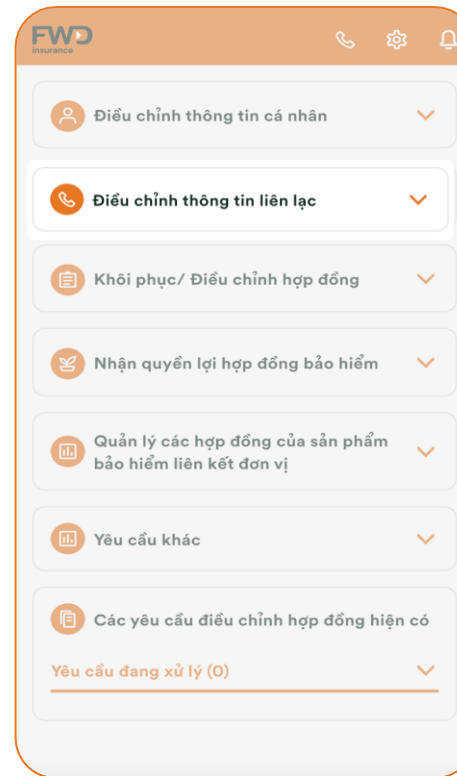 FWD
insurance
Điều chỉnh thông tin cá nhân
Điều chỉnh thông tin liên lạc
Khôi phục/ Điều chỉnh hợp đồng
Nhận quyền lợi hợp đồng bảo hiểm
Quản lý các hợp đồng của sản phẩm
bảo hiểm liên kết đơn vị
Yêu cầu khác
Các yêu cầu điều chỉnh hợp đồng hiện có
Yêu cầu đang xử lý (0)